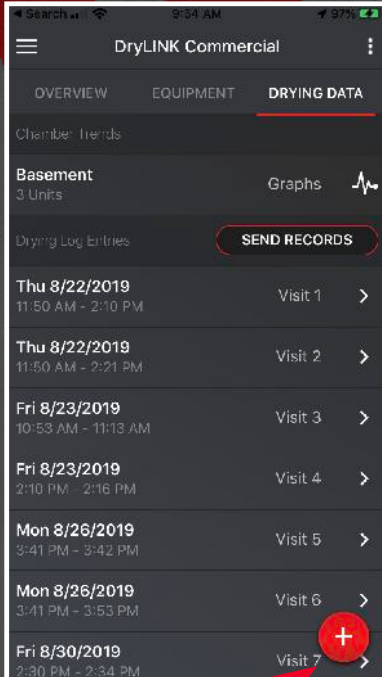 Search
9:54 AM
97%
DryLINK Commercial
OVERVIEW EQUIPMENT DRYING DATA
Chamber Trends
Basement
3 Units
Graphs
Drying Log Entries
SEND RECORDS
Thu 8/22/2019
11:50 AM - 2:10 PM
Visit 1
Thu 8/22/2019
11:50 AM - 2:21 PM
Visit 2
Fri 8/23/2019
10:53 AM - 11:13 AM
Visit 3
Fri 8/23/2019
2:10 PM - 2:16 PM
Visit 4
Mon 8/26/2019
3:41 PM - 3:42 PM
Visit 5
Mon 8/26/2019
3:41 PM - 3:53 PM
Visit 6
Fri 8/30/2019
2:30 PM - 2:34 PM
Visit 7
+